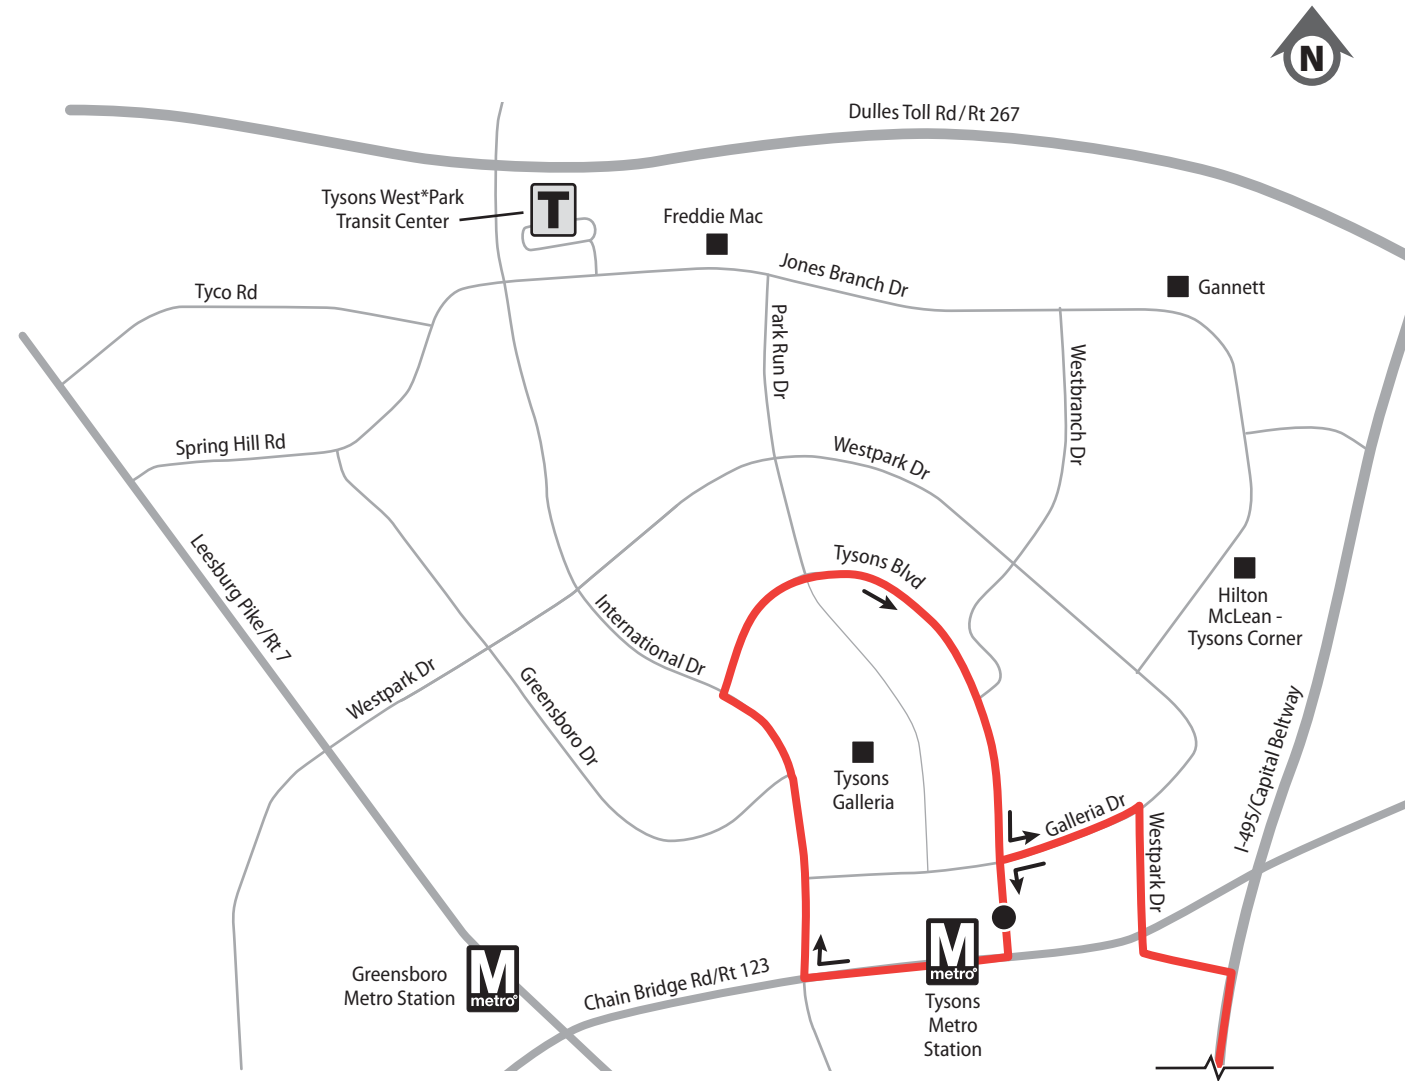 N
Dulles Toll Rd/Rt 267
Tysons West*Park
Transit Center
T
Freddie Mac
Jones Branch Dr
Gannett
Tyco Rd
Park Run Dr
Westbranch Dr
Spring Hill Rd
Westpark Dr
Leesburg Pike/Rt 7
Tysons Blvd
Hilton
McLean -
Tysons Corner
International Dr
Westpark Dr
Greensboro Dr
Tysons
Galleria
I-495/Capital Beltway
Galleria Dr
Westpark Dr
Greensboro
Metro Station
M
metro®
Chain Bridge Rd/Rt 123
M
metro®
Tysons
Metro
Station